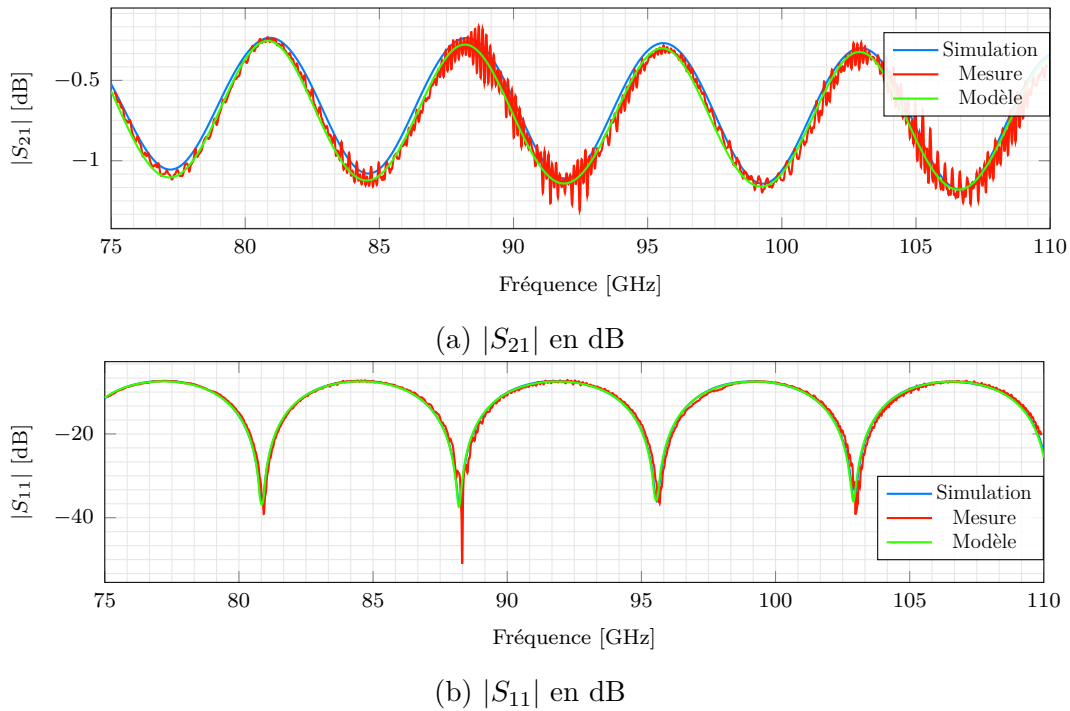 |S21| [dB]
−0.5
−1
Simulation
Mesure
Modèle
75 80 85 90 95 100 105 110
Fréquence [GHz]
(a) |S21| en dB
|S11| [dB]
−20
−40
Simulation
Mesure
Modèle
75 80 85 90 95 100 105 110
Fréquence [GHz]
(b) |S11| en dB